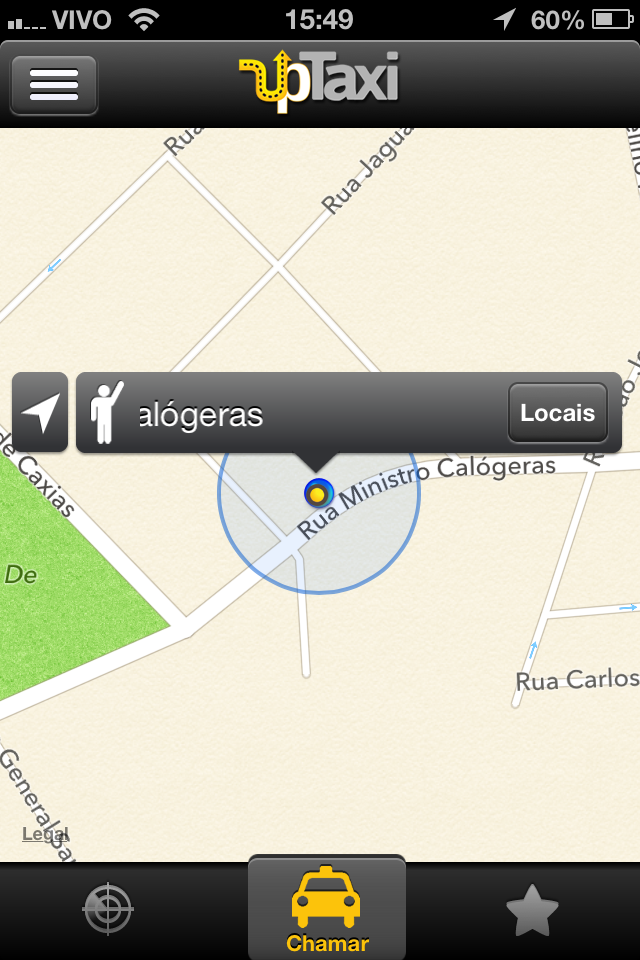 VIVO 15:49 60%
upTaxi
Rua
Rua Jagua
alógeras
Locais
de Caxias
Rua Ministro Calógeras
De
Rua Carlos
General
Legal
Chamar